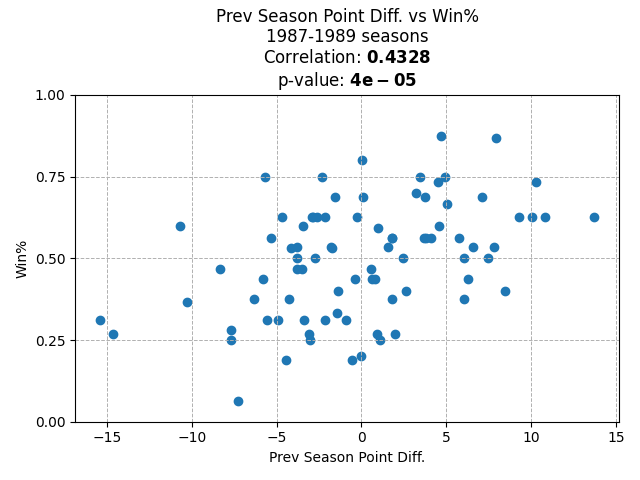 Prev Season Point Diff. vs Win%
1987-1989 seasons
Correlation: 0.4328
p-value: 4e − 05
1.00
0.75
0.50
0.25
0.00
Win%
−15
−10
−5
0
5
10
15
Prev Season Point Diff.